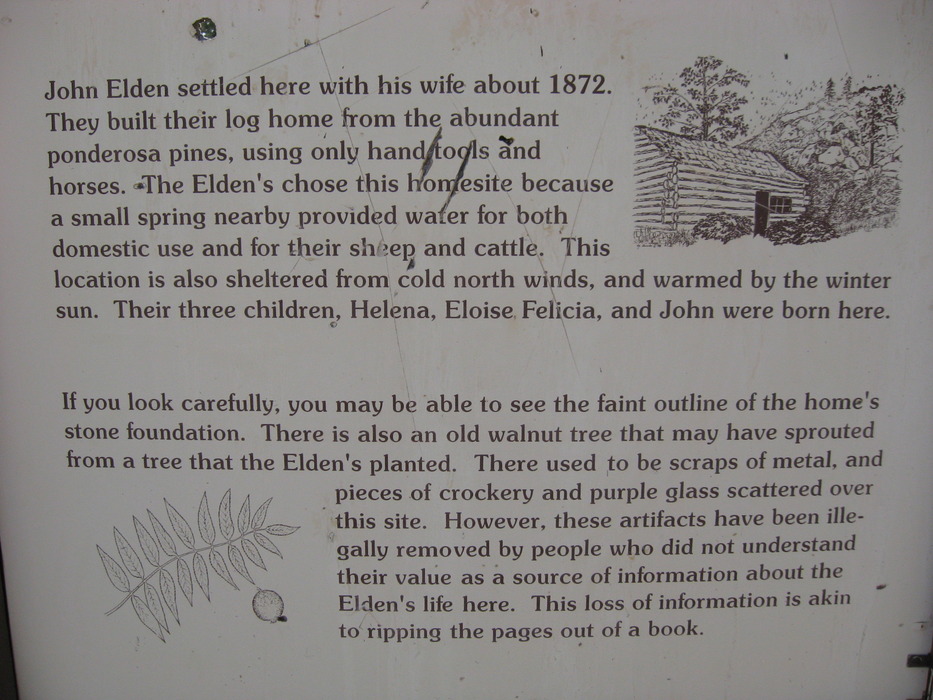 John Elden settled here with his wife about 1872.
They built their log home from the abundant
ponderosa pines, using only hand tools and
horses. The Elden's chose this homesite because
a small spring nearby provided water for both
domestic use and for their sheep and cattle. This
location is also sheltered from cold north winds, and warmed by the winter
sun. Their three children, Helena, Eloise Felicia, and John were born here.
If you look carefully, you may be able to see the faint outline of the home's
stone foundation. There is also an old walnut tree that may have sprouted
from a tree that the Elden's planted. There used to be scraps of metal, and
pieces of crockery and purple glass scattered over
this site. However, these artifacts have been ille-
gally removed by people who did not understand
their value as a source of information about the
Elden's life here. This loss of information is akin
to ripping the pages out of a book.